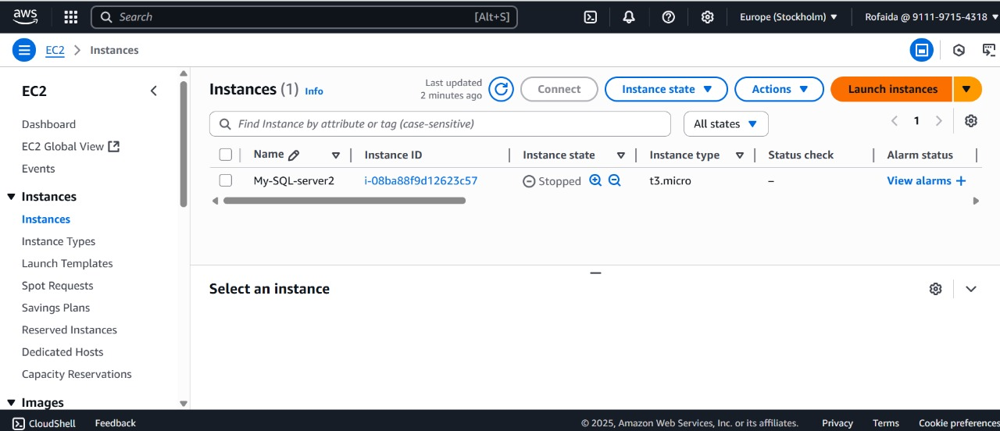 aws
Search [Alt+S]
Europe (Stockholm)
Rofaida @ 9111-9715-4318
EC2 Instances
EC2
Dashboard
EC2 Global View
Events
Instances
Instances
Instance Types
Launch Templates
Spot Requests
Savings Plans
Reserved Instances
Dedicated Hosts
Capacity Reservations
Images
Instances (1) Info
Last updated
2 minutes ago
Connect
Instance state
Actions
Launch instances
Find Instance by attribute or tag (case-sensitive)
All states
1
Name Instance ID Instance state Instance type Status check Alarm status
My-SQL-server2 i-08ba88f9d12623c57 Stopped t3.micro – View alarms +
Select an instance
CloudShell Feedback © 2025, Amazon Web Services, Inc. or its affiliates. Privacy Terms Cookie preferences